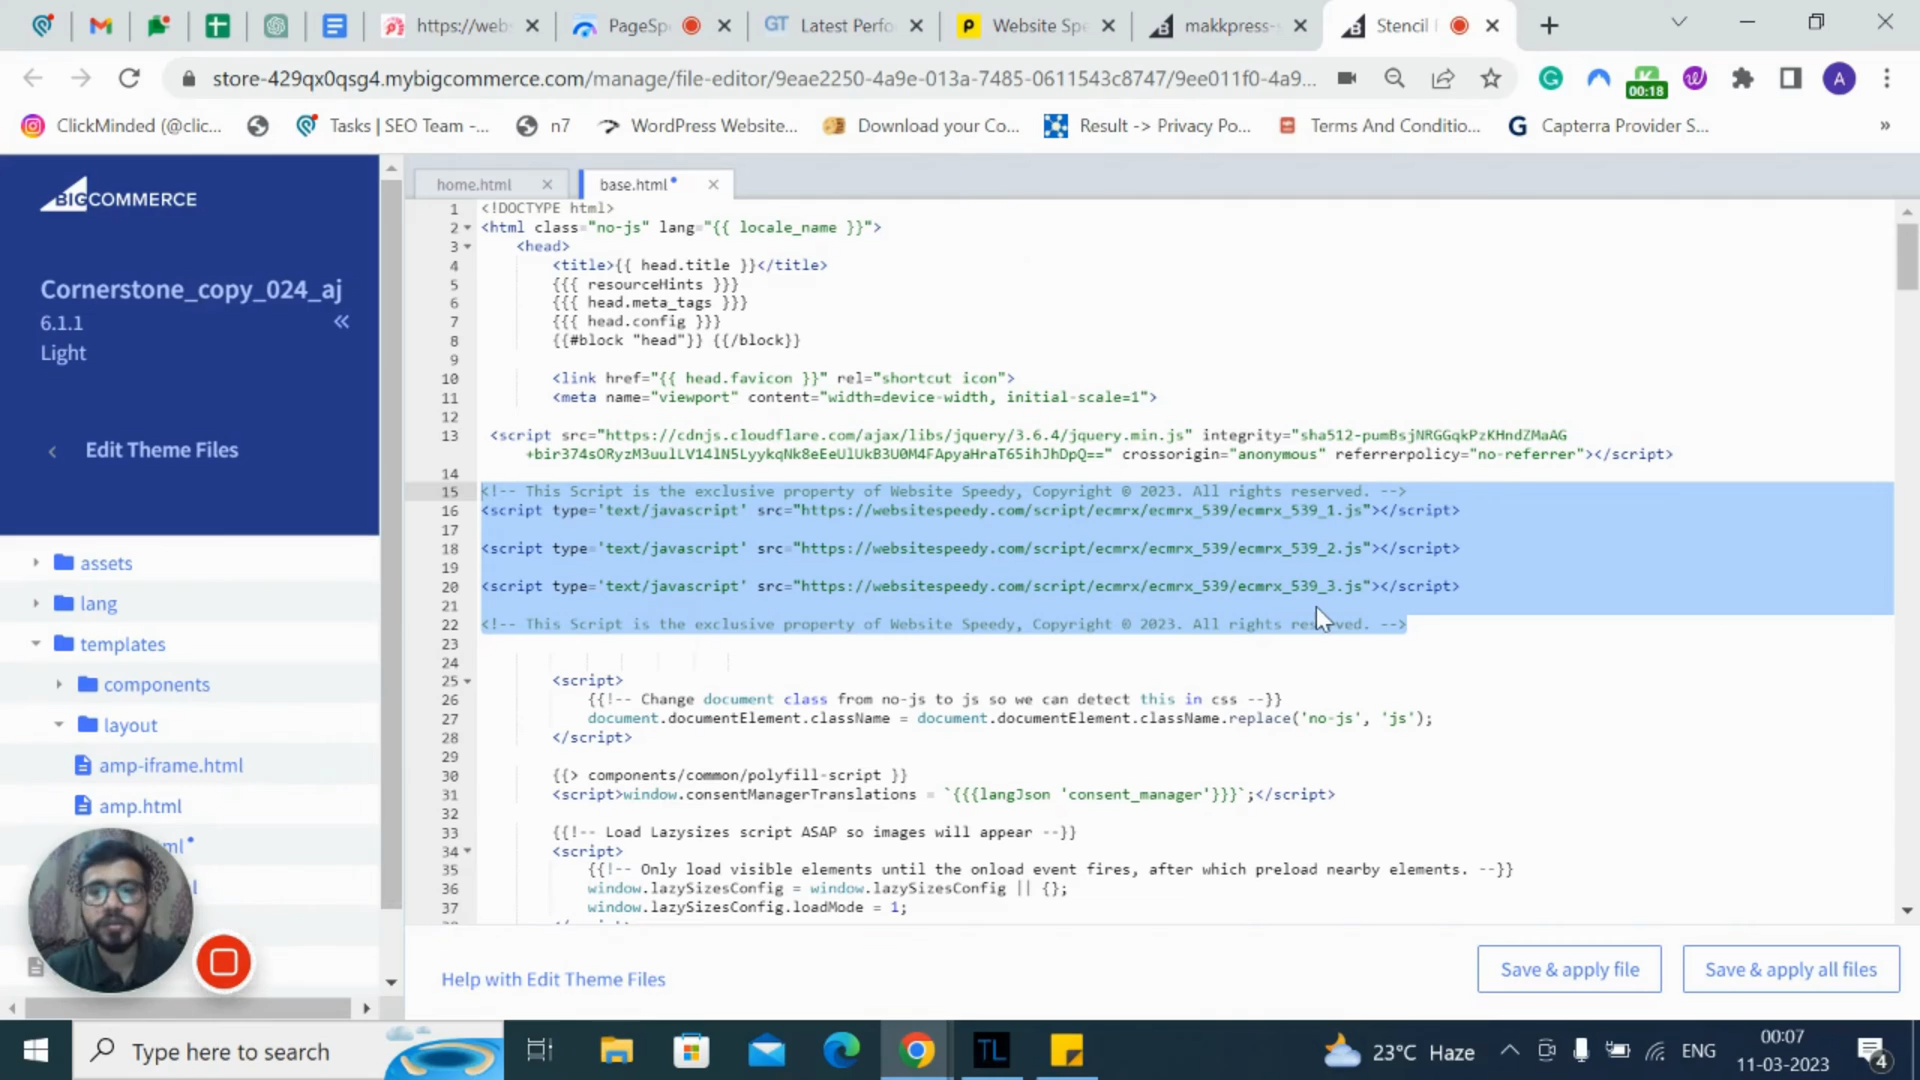 https://web
PageSp
GT Latest Perfo
Website Spe
makkpress-
Stencil
store-429qx0qsg4.mybigcommerce.com/manage/file-editor/9eae2250-4a9e-013a-7485-0611543c8747/9ee011f0-4a9...
00:18
A
ClickMinded (@clic...
Tasks | SEO Team -...
n7
WordPress Website...
Download your Co...
Result -> Privacy Po...
Terms And Conditio...
Capterra Provider S...
»
BIGCOMMERCE
Cornerstone_copy_024_aj
6.1.1
Light
Edit Theme Files
assets
lang
templates
components
layout
amp-iframe.html
amp.html
home.html
base.html•
1 <!DOCTYPE html>
2 <html class="no-js" lang="{{ locale_name }}">
3 <head>
4 <title>{{ head.title }}</title>
5 {{{ resourceHints }}}
6 {{{ head.meta_tags }}}
7 {{{ head.config }}}
8 {{#block "head"}} {{/block}}
9
10 <link href="{{ head.favicon }}" rel="shortcut icon">
11 <meta name="viewport" content="width=device-width, initial-scale=1">
12
13 <script src="https://cdnjs.cloudflare.com/ajax/libs/jquery/3.6.4/jquery.min.js" integrity="sha512-pumBsjNRGGqkPzKHndZMaAG
+bir374sORyzM3uulLV14lN5LyykqNk8eEeUlUkB3U0M4FApyaHraT65ihJhDpQ==" crossorigin="anonymous" referrerpolicy="no-referrer"></script>
14
15 <!-- This Script is the exclusive property of Website Speedy, Copyright © 2023. All rights reserved. -->
16 <script type='text/javascript' src="https://websitespeedy.com/script/ecmrx/ecmrx_539/ecmrx_539_1.js"></script>
17
18 <script type='text/javascript' src="https://websitespeedy.com/script/ecmrx/ecmrx_539/ecmrx_539_2.js"></script>
19
20 <script type='text/javascript' src="https://websitespeedy.com/script/ecmrx/ecmrx_539/ecmrx_539_3.js"></script>
21
22 <!-- This Script is the exclusive property of Website Speedy, Copyright © 2023. All rights reserved. -->
23
24
25 <script>
26 {{!-- Change document class from no-js to js so we can detect this in css --}}
27 document.documentElement.className = document.documentElement.className.replace('no-js', 'js');
28 </script>
29
30 {{> components/common/polyfill-script }}
31 <script>window.consentManagerTranslations = `{{{langJson 'consent_manager'}}}`;</script>
32
33 {{!-- Load Lazysizes script ASAP so images will appear --}}
34 <script>
35 {{!-- Only load visible elements until the onload event fires, after which preload nearby elements. --}}
36 window.lazySizesConfig = window.lazySizesConfig || {};
37 window.lazySizesConfig.loadMode = 1;
Help with Edit Theme Files
Save & apply file
Save & apply all files
Type here to search
TL
23°C Haze
ENG
00:07
11-03-2023
4